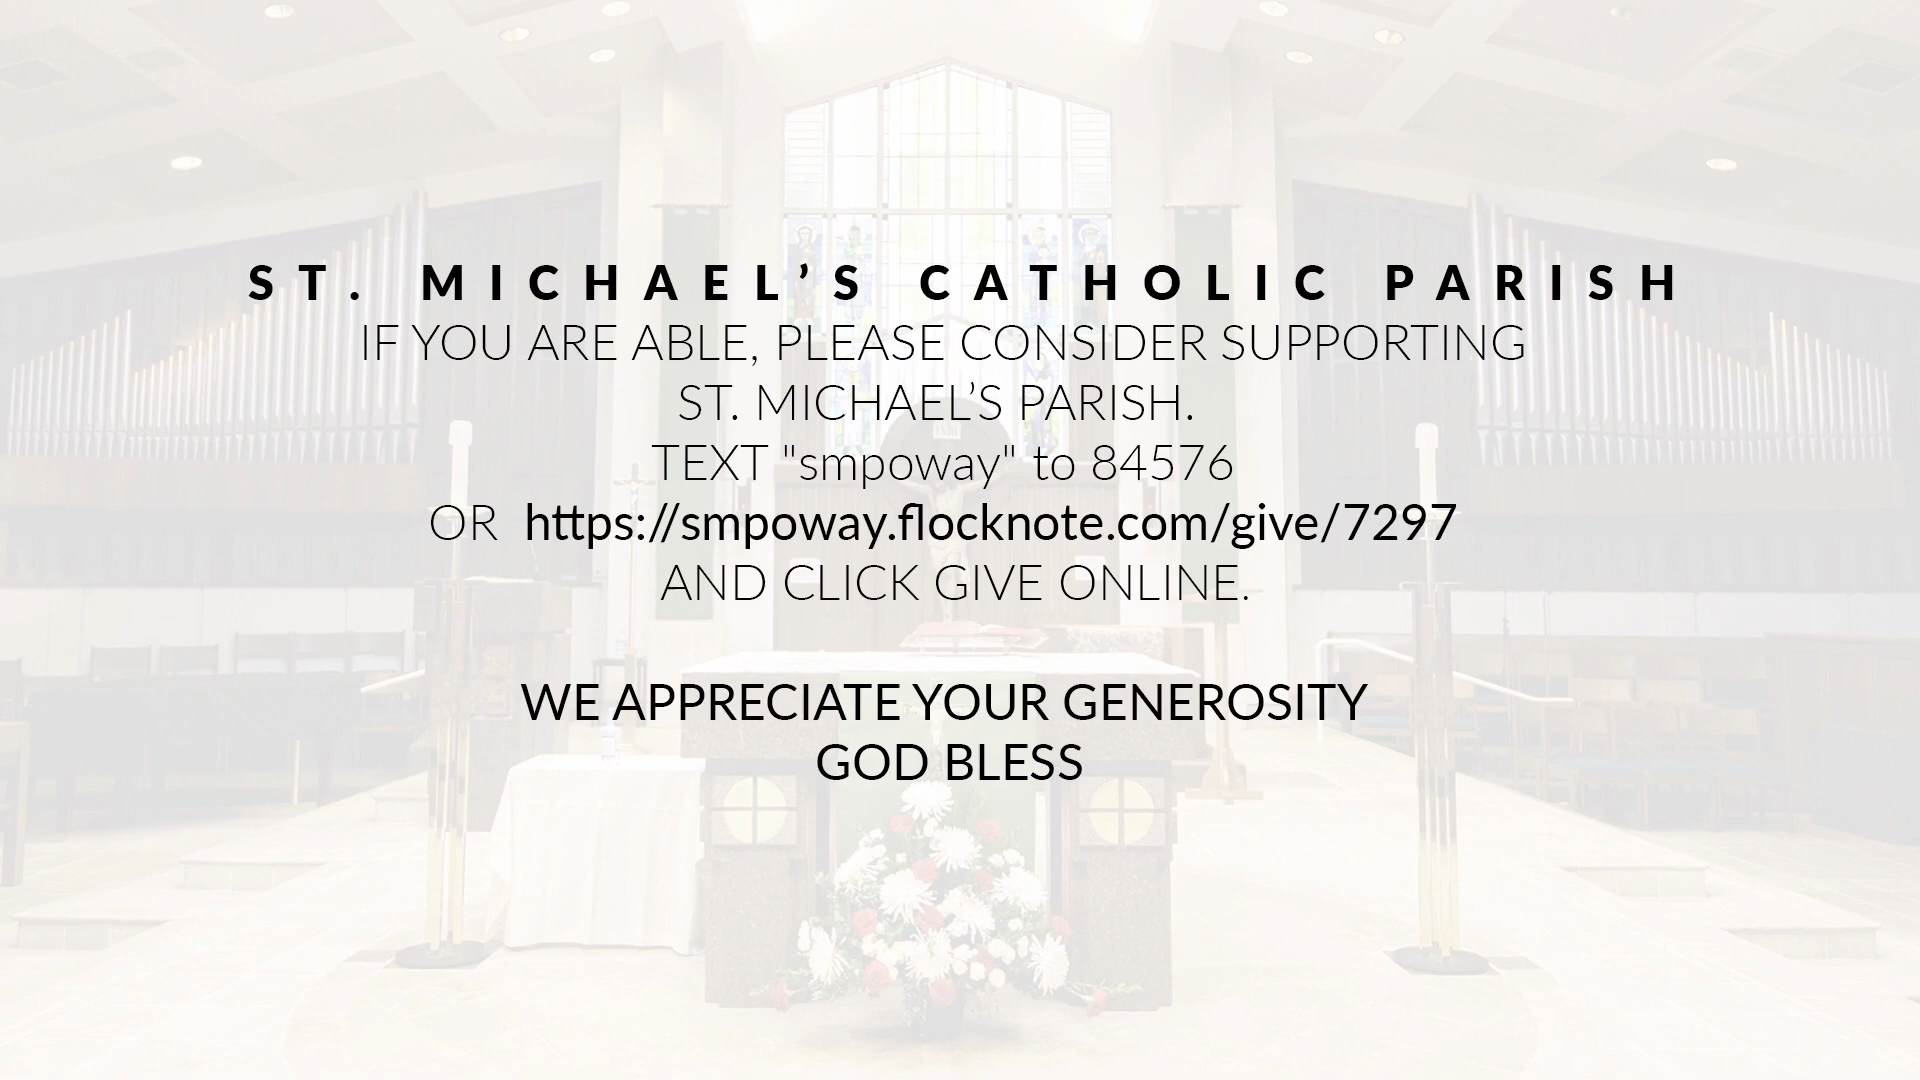 ST. MICHAEL’S CATHOLIC PARISH
IF YOU ARE ABLE, PLEASE CONSIDER SUPPORTING
ST. MICHAEL’S PARISH.
TEXT "smpoway" to 84576
OR https://smpoway.flocknote.com/give/7297
AND CLICK GIVE ONLINE.
WE APPRECIATE YOUR GENEROSITY
GOD BLESS